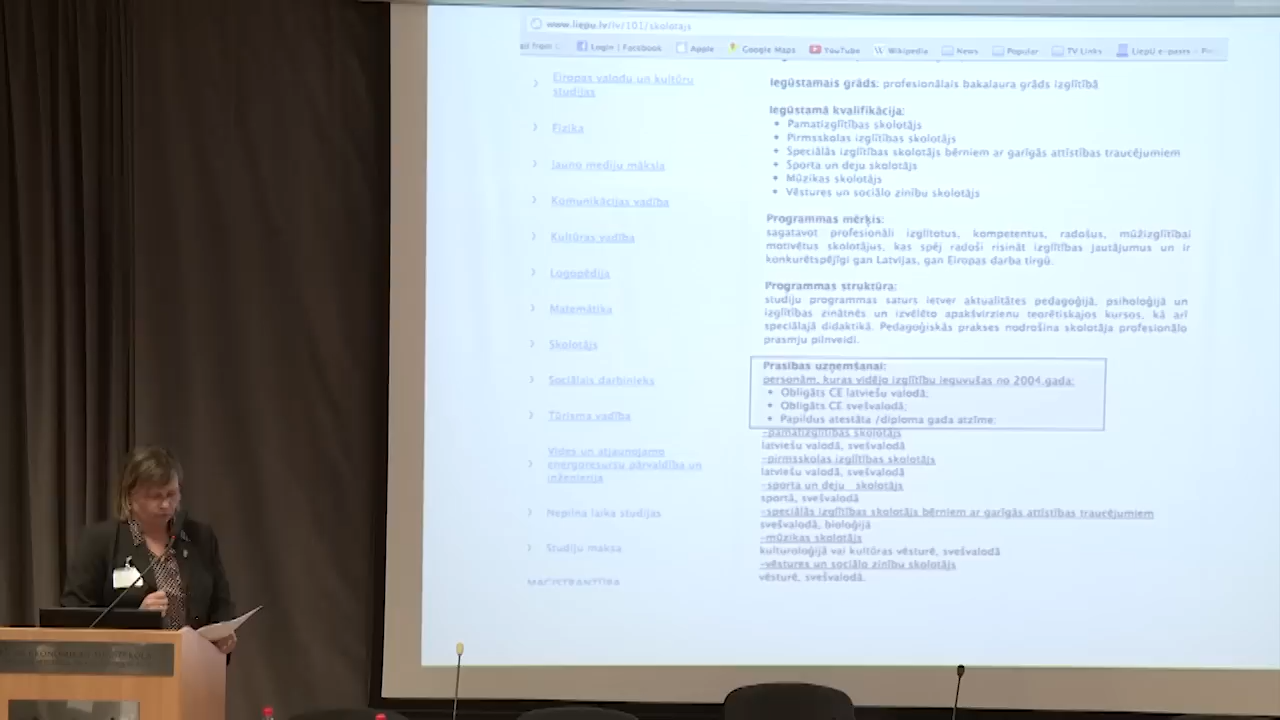 www.liepu.lv/lv/101/skolotajs
Login | Facebook
Apple
Google Maps
YouTube
Wikipedia
News
Popular
TV Links
Eiropas valodu un kultūru
studijas
Fizika
Jauno mediju māksla
Komunikācijas vadība
Kultūras vadība
Logopēdija
Matemātika
Skolotājs
Sociālais darbinieks
Tūrisma vadība
Vides un atjaunojamo
energoresursu pārvaldība un
inženierija
Nepilna laika studijas
Studiju maksa
Iegūstamais grāds: profesionālais bakalaura grāds izglītībā
Iegūstamā kvalifikācija:
• Pamatizglītības skolotājs
• Pirmsskolas izglītības skolotājs
• Speciālās izglītības skolotājs bērniem ar garīgās attīstības traucējumiem
• Sporta un deju skolotājs
• Mūzikas skolotājs
• Vēstures un sociālo zinību skolotājs
Programmas mērķis:
sagatavot profesionāli izglītotus, kompetentus, radošus, mūžizglītībai
motivētus skolotājus, kas spēj radoši risināt izglītības jautājumus un ir
konkurētspējīgi gan Latvijas, gan Eiropas darba tirgū.
Programmas struktūra:
studiju programmas saturs ietver aktualitātes pedagoģijā, psiholoģijā un
izglītības zinātnēs un izvēlēto apakšvirzienu teorētiskajos kursos, kā arī
speciālajā didaktikā. Pedagoģiskās prakses nodrošina skolotāja profesionālo
prasmju pilnveidi.
Prasības uzņemšanai:
personām, kuras vidējo izglītību ieguvušas no 2004.gada:
• Obligāts CE latviešu valodā;
• Obligāts CE svešvalodā;
• Papildus atestāta /diploma gada atzīme:
-pamatizglītības skolotājs
latviešu valodā, svešvalodā
-pirmsskolas izglītības skolotājs
latviešu valodā, svešvalodā
-sporta un deju skolotājs
sportā, svešvalodā
-speciālās izglītības skolotājs bērniem ar garīgās attīstības traucējumiem
svešvalodā, bioloģijā
-mūzikas skolotājs
kulturoloģijā vai kultūras vēsturē, svešvalodā
-vēstures un sociālo zinību skolotājs
vēsturē, svešvalodā.